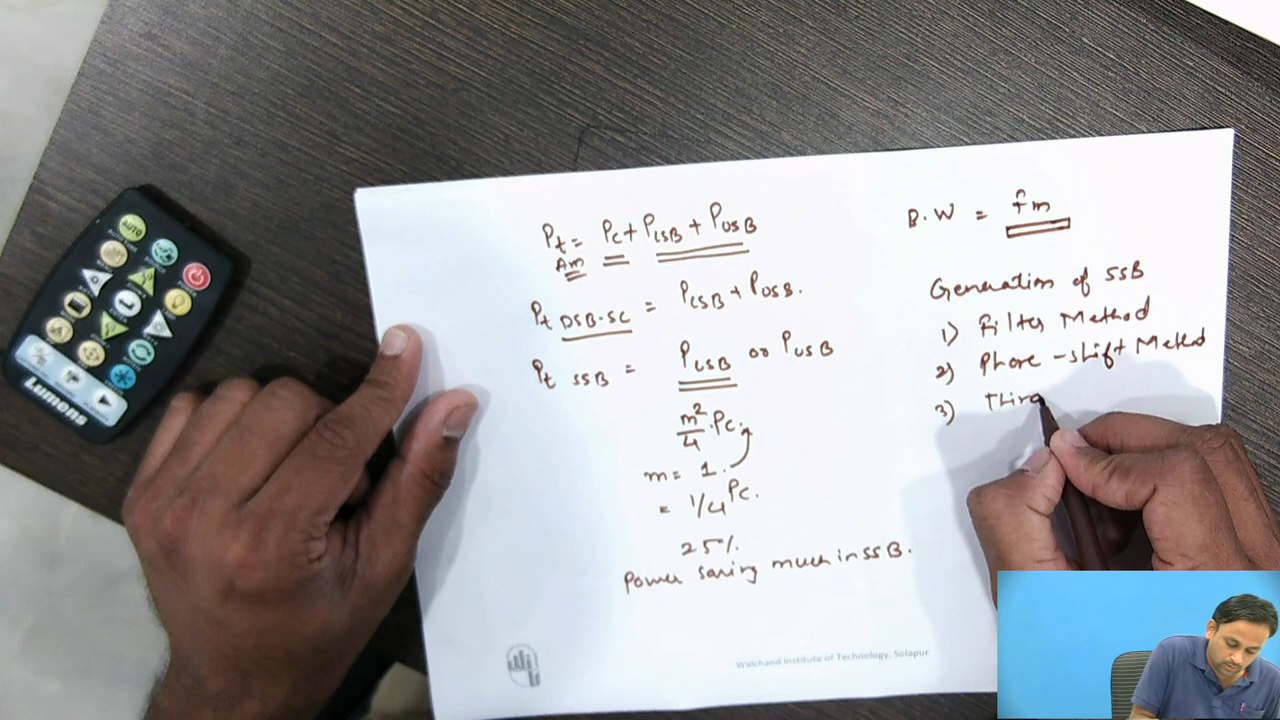 Pt = Pc + PLSB + PUSB
Am
Pt DSB-SC = PLSB + PUSB.
Pt SSB = PLSB or PUSB
m²/4 . Pc.
m = 1.
= 1/4 Pc.
25%.
Power saving much in SSB.
B.W = fm
Generation of SSB
1) Filter Method
2) Phase-shift Method
3) Third
Walchand Institute of Technology, Solapur
AUTO
Lumens